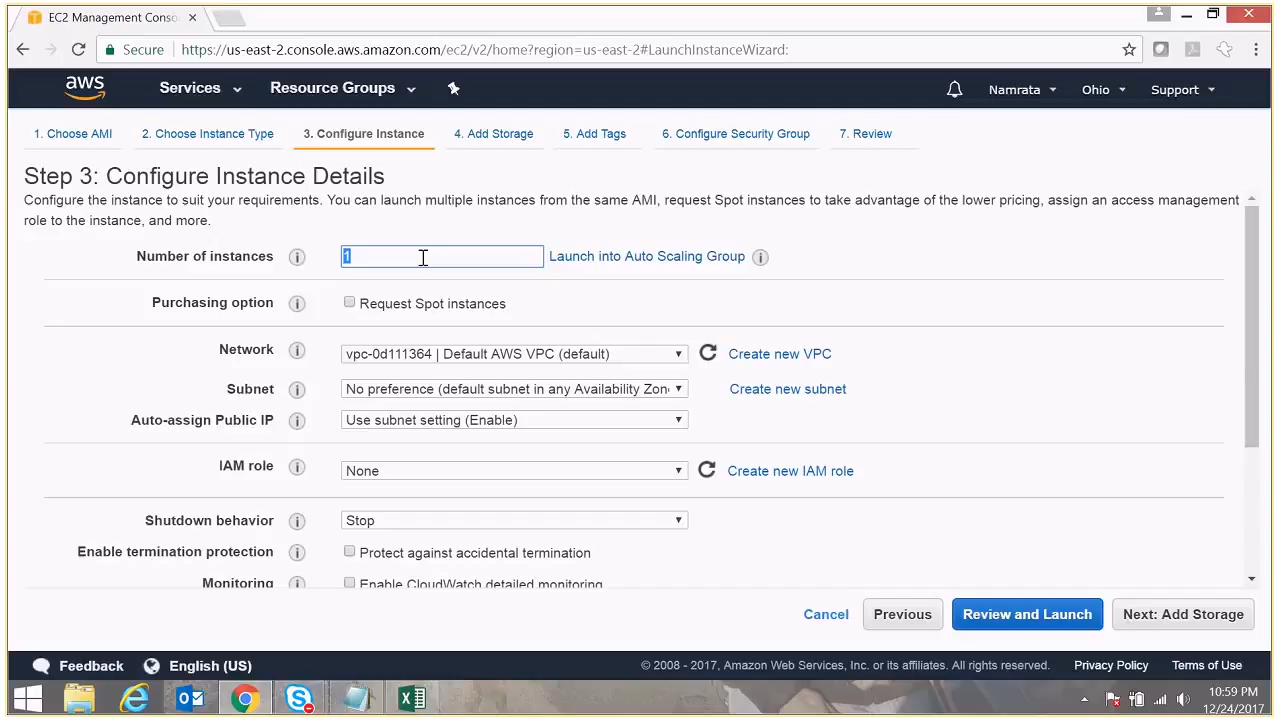 EC2 Management Conso
Secure https://us-east-2.console.aws.amazon.com/ec2/v2/home?region=us-east-2#LaunchInstanceWizard:
aws Services Resource Groups Namrata Ohio Support
1. Choose AMI 2. Choose Instance Type 3. Configure Instance 4. Add Storage 5. Add Tags 6. Configure Security Group 7. Review
Step 3: Configure Instance Details
Configure the instance to suit your requirements. You can launch multiple instances from the same AMI, request Spot instances to take advantage of the lower pricing, assign an access management
role to the instance, and more.
Number of instances 1 Launch into Auto Scaling Group
Purchasing option Request Spot instances
Network vpc-0d111364 | Default AWS VPC (default) Create new VPC
Subnet No preference (default subnet in any Availability Zon Create new subnet
Auto-assign Public IP Use subnet setting (Enable)
IAM role None Create new IAM role
Shutdown behavior Stop
Enable termination protection Protect against accidental termination
Monitoring Enable CloudWatch detailed monitoring
Cancel Previous Review and Launch Next: Add Storage
Feedback English (US) © 2008 - 2017, Amazon Web Services, Inc. or its affiliates. All rights reserved. Privacy Policy Terms of Use
10:59 PM
12/24/2017